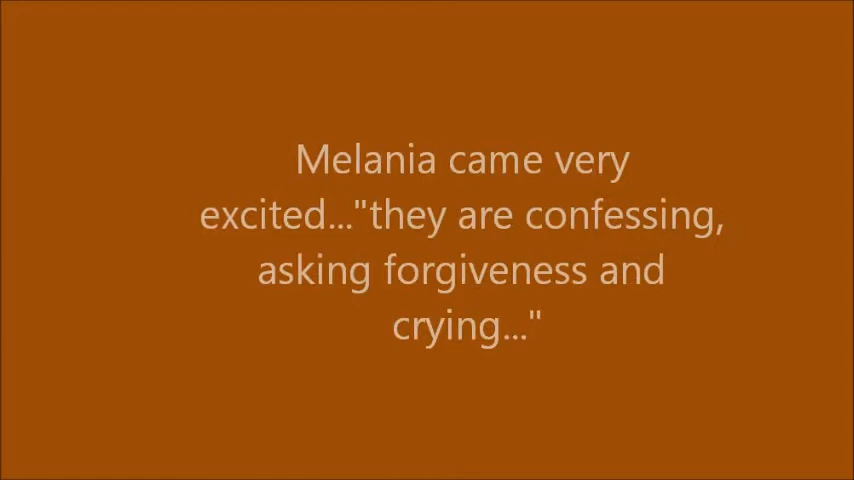 Melania came very
excited..."they are confessing,
asking forgiveness and
crying..."